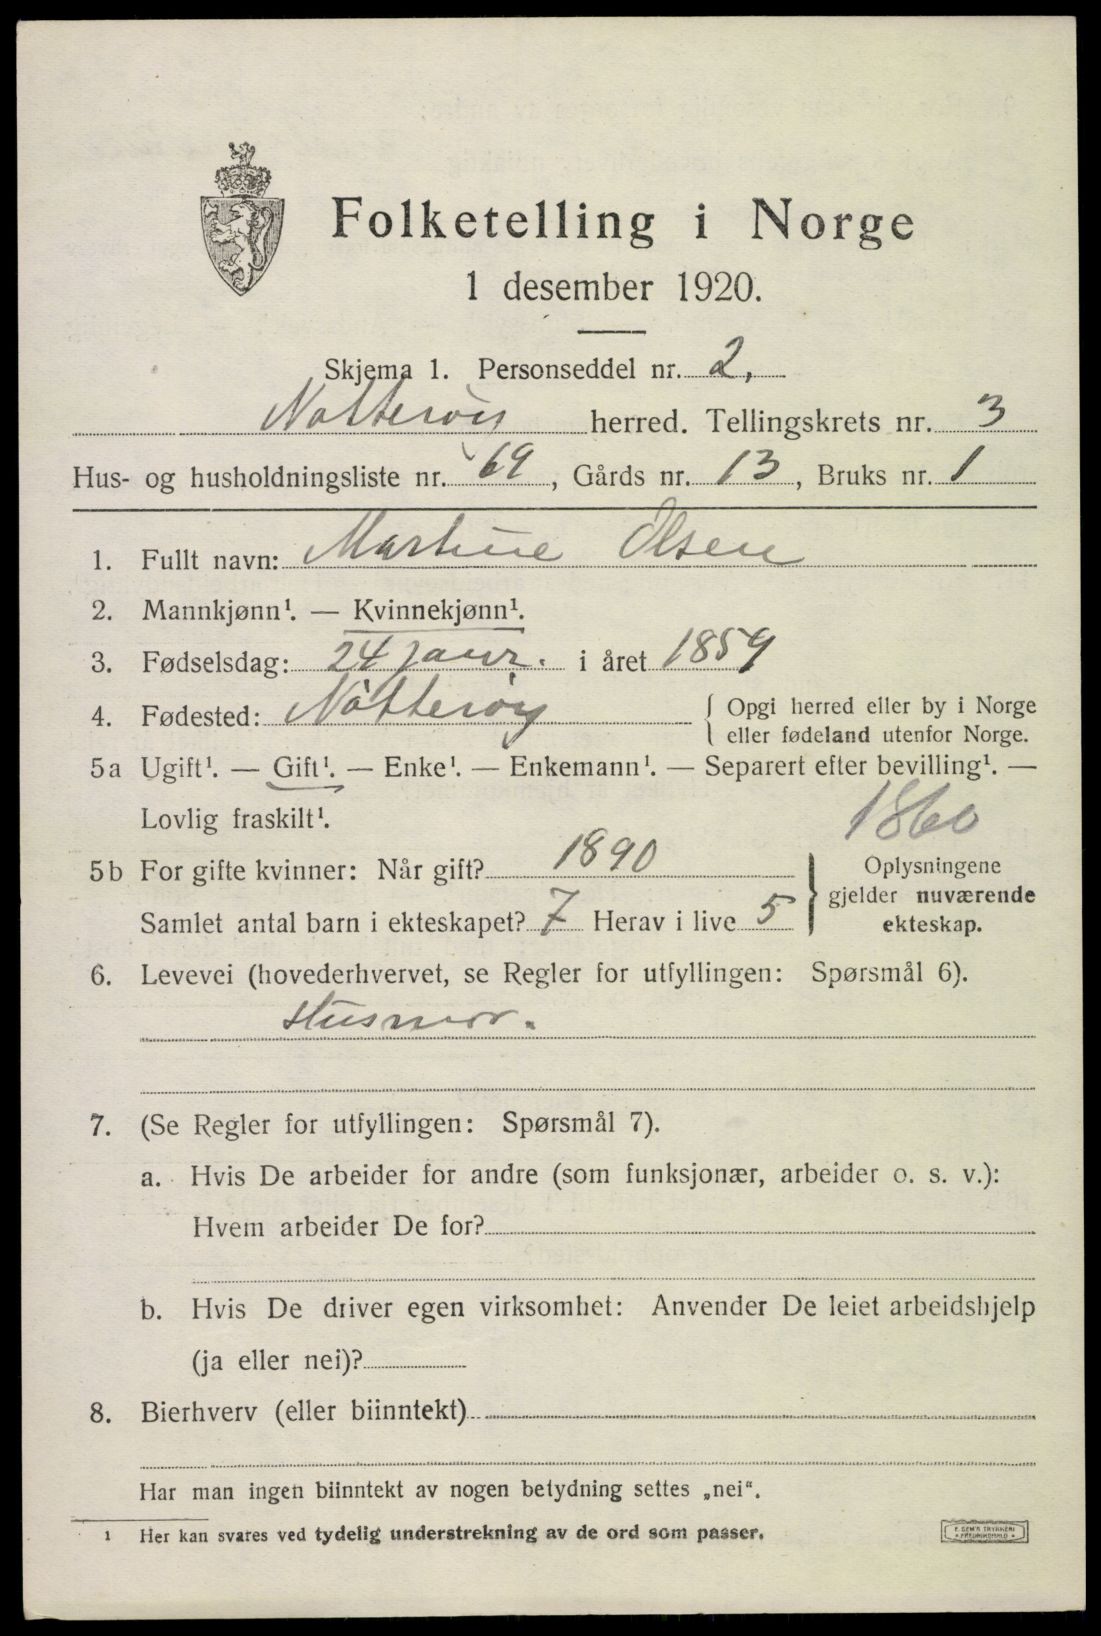 Folketelling i Norge
1 desember 1920.
Skjema 1. Personseddel nr. 2,
Nøtterøy herred. Tellingskrets nr. 3
Hus- og husholdningsliste nr. 69, Gårds nr. 13, Bruks nr. 1
1. Fullt navn: Martine Olsen
2. Mannkjønn¹. — Kvinnekjønn¹.
3. Fødselsdag: 24 janur. i året 1859
4. Fødested: Nøtterøy { Opgi herred eller by i Norge
eller fødeland utenfor Norge.
5a Ugift¹. — Gift¹. — Enke¹. — Enkemann¹. — Separert efter bevilling¹. —
Lovlig fraskilt¹. 1860
5b For gifte kvinner: Når gift? 1890
Samlet antal barn i ekteskapet? 7 Herav i live 5
} Oplysningene
gjelder nuværende
ekteskap.
6. Levevei (hovederhvervet, se Regler for utfyllingen: Spørsmål 6).
Husmor.
7. (Se Regler for utfyllingen: Spørsmål 7).
a. Hvis De arbeider for andre (som funksjonær, arbeider o. s. v.):
Hvem arbeider De for?
b. Hvis De driver egen virksomhet: Anvender De leiet arbeidshjelp
(ja eller nei)?
8. Bierhverv (eller biinntekt)
Har man ingen biinntekt av nogen betydning settes „nei“.
¹ Her kan svares ved tydelig understrekning av de ord som passer.